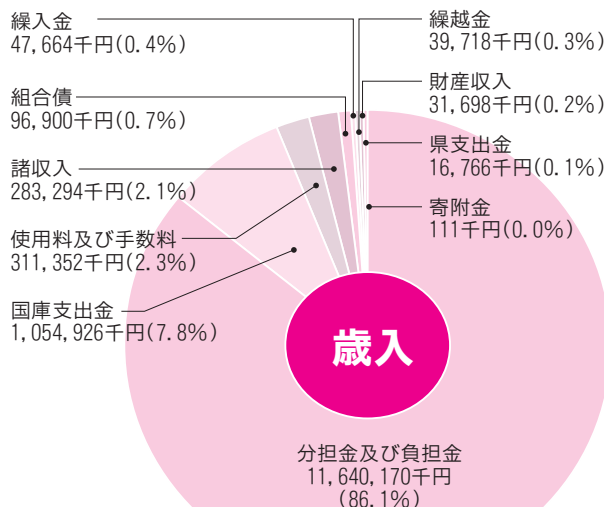 繰入金
47,664千円(0.4%)
組合債
96,900千円(0.7%)
諸収入
283,294千円(2.1%)
使用料及び手数料
311,352千円(2.3%)
国庫支出金
1,054,926千円(7.8%)
繰越金
39,718千円(0.3%)
財産収入
31,698千円(0.2%)
県支出金
16,766千円(0.1%)
寄附金
111千円(0.0%)
歳入
分担金及び負担金
11,640,170千円
(86.1%)